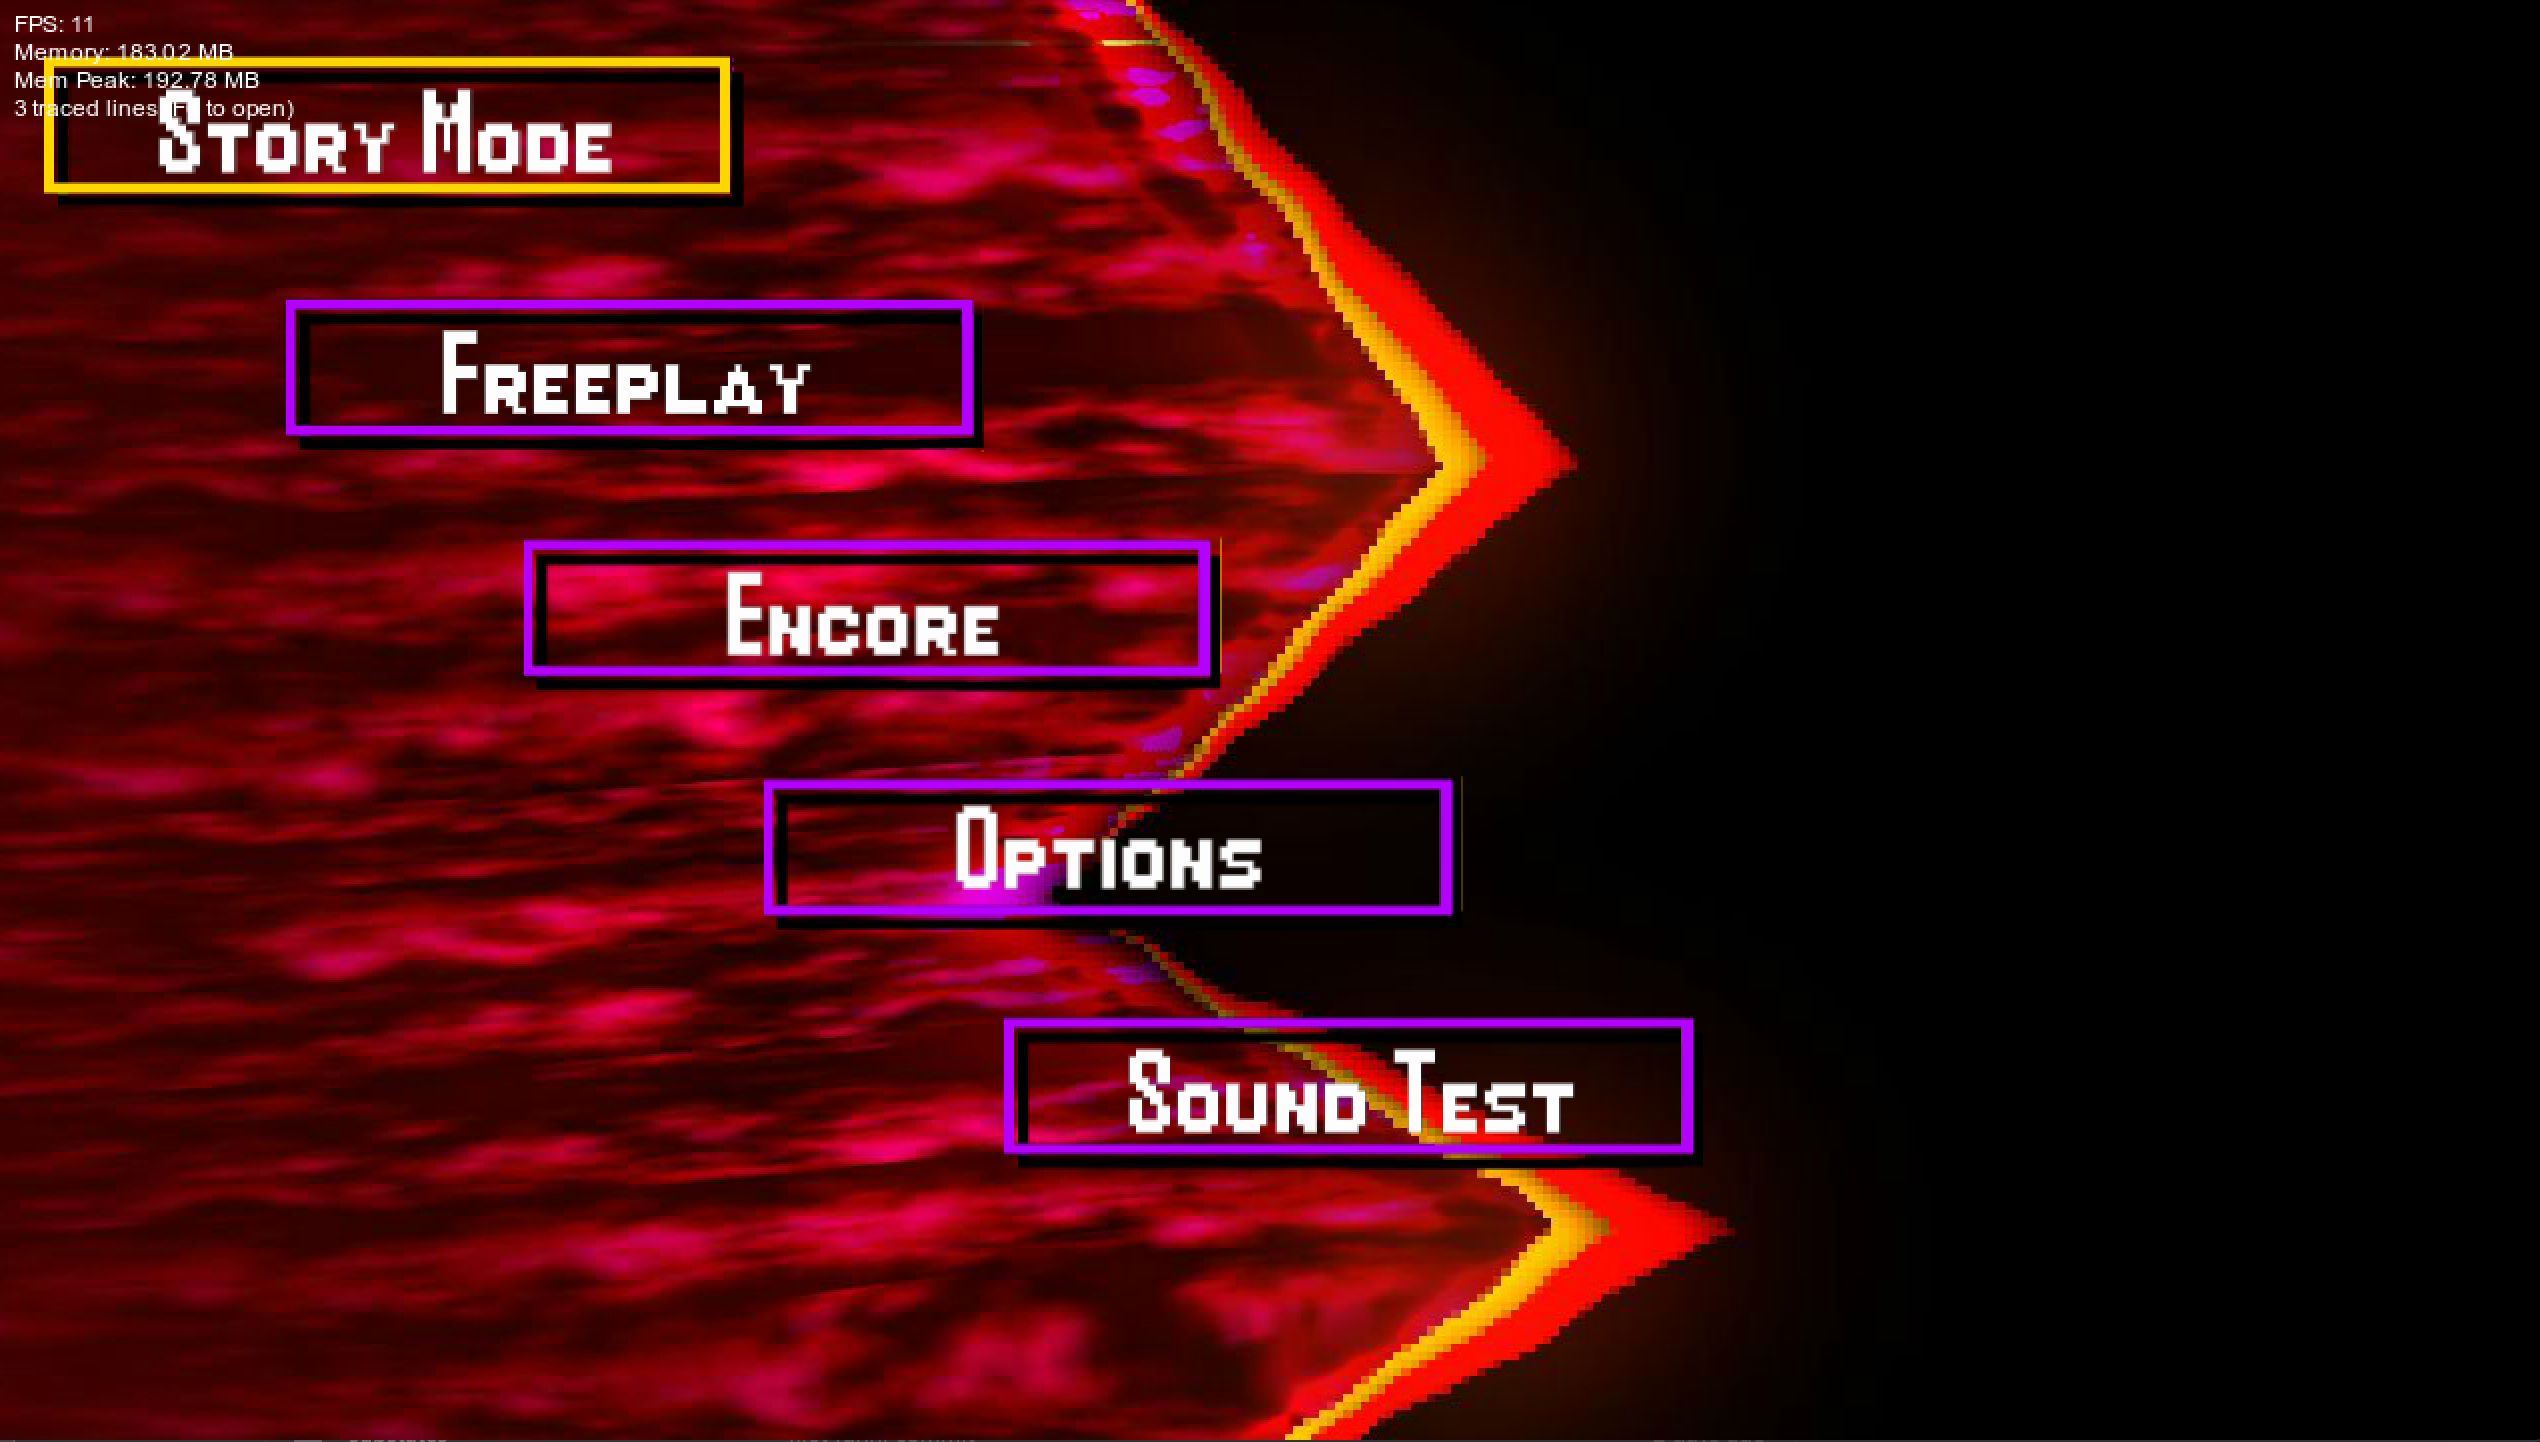 FPS: 11
Memory: 183.02 MB
Mem Peak: 192.78 MB
3 traced lines to open)
Story Mode
Freeplay
Encore
Options
Sound Test